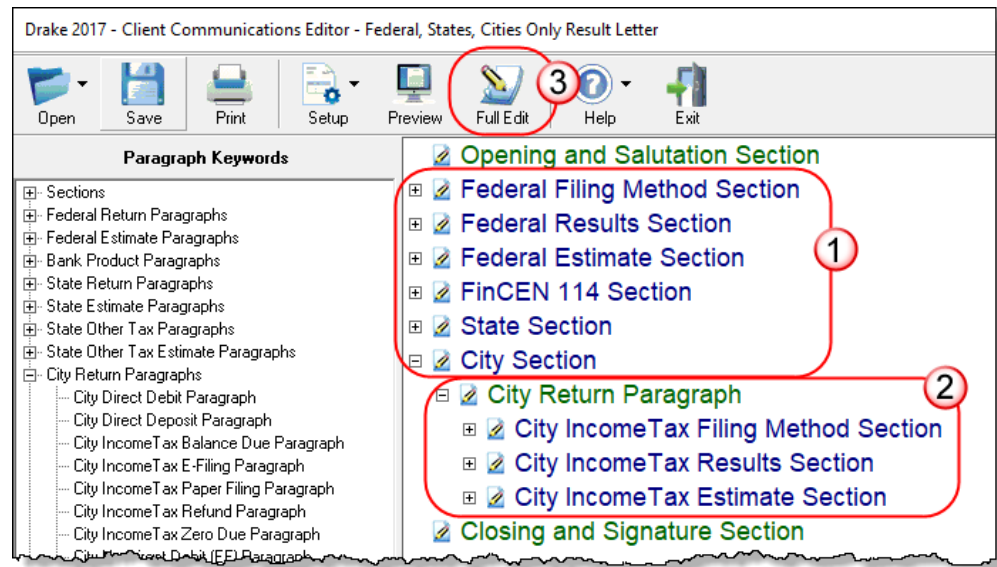 Drake 2017 - Client Communications Editor - Federal, States, Cities Only Result Letter
Open Save Print Setup Preview Full Edit 3 Help Exit
Paragraph Keywords
Sections
Federal Return Paragraphs
Federal Estimate Paragraphs
Bank Product Paragraphs
State Return Paragraphs
State Estimate Paragraphs
State Other Tax Paragraphs
State Other Tax Estimate Paragraphs
City Return Paragraphs
City Direct Debit Paragraph
City Direct Deposit Paragraph
City IncomeTax Balance Due Paragraph
City IncomeTax E-Filing Paragraph
City IncomeTax Paper Filing Paragraph
City IncomeTax Refund Paragraph
City IncomeTax Zero Due Paragraph
Debit (EF) Paragraph
Opening and Salutation Section
Federal Filing Method Section
Federal Results Section
Federal Estimate Section
1
FinCEN 114 Section
State Section
City Section
City Return Paragraph
2
City IncomeTax Filing Method Section
City IncomeTax Results Section
City IncomeTax Estimate Section
Closing and Signature Section